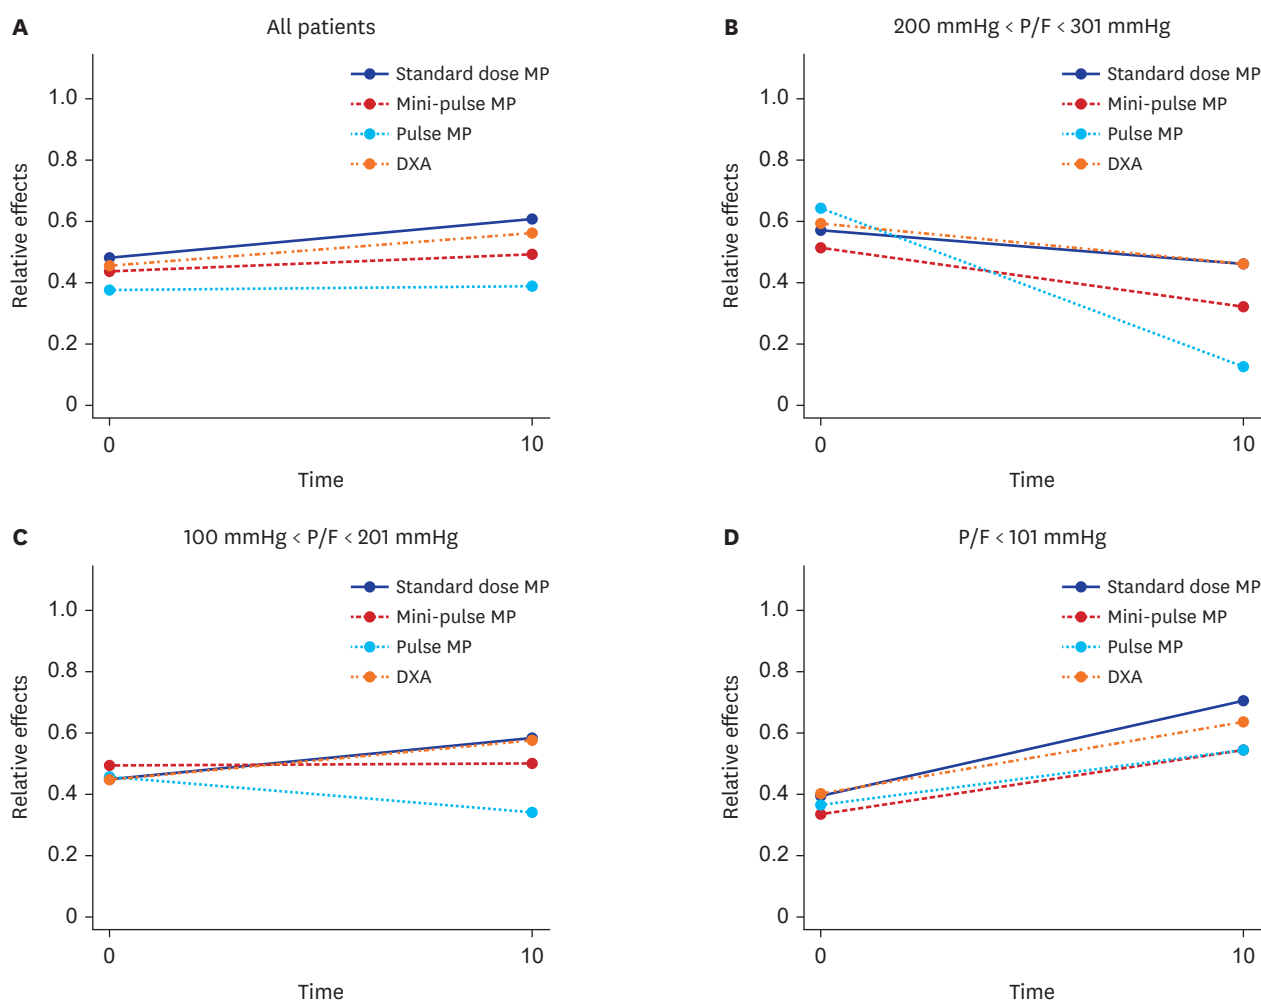 A
All patients
Standard dose MP
Mini-pulse MP
Pulse MP
DXA
Relative effects
1.0
0.8
0.6
0.4
0.2
0
0
10
Time
B
200 mmHg < P/F < 301 mmHg
Standard dose MP
Mini-pulse MP
Pulse MP
DXA
Relative effects
1.0
0.8
0.6
0.4
0.2
0
0
10
Time
C
100 mmHg < P/F < 201 mmHg
Standard dose MP
Mini-pulse MP
Pulse MP
DXA
Relative effects
1.0
0.8
0.6
0.4
0.2
0
0
10
Time
D
P/F < 101 mmHg
Standard dose MP
Mini-pulse MP
Pulse MP
DXA
Relative effects
1.0
0.8
0.6
0.4
0.2
0
0
10
Time